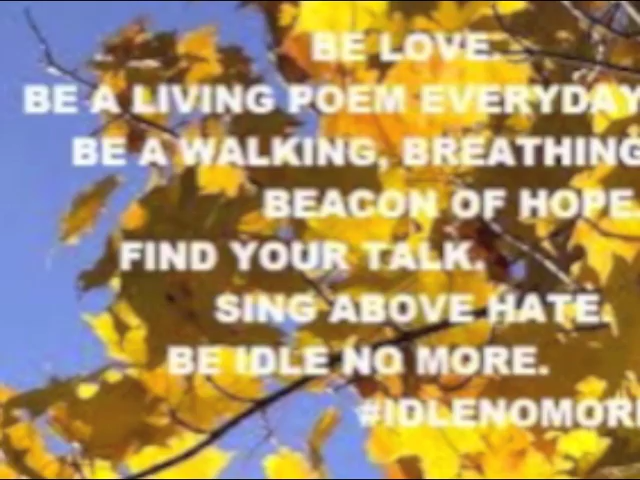 BE LOVE.
BE A LIVING POEM EVERYDAY
BE A WALKING, BREATHING
BEACON OF HOPE.
FIND YOUR TALK.
SING ABOVE HATE.
BE IDLE NO MORE.
#IDLENOMORE